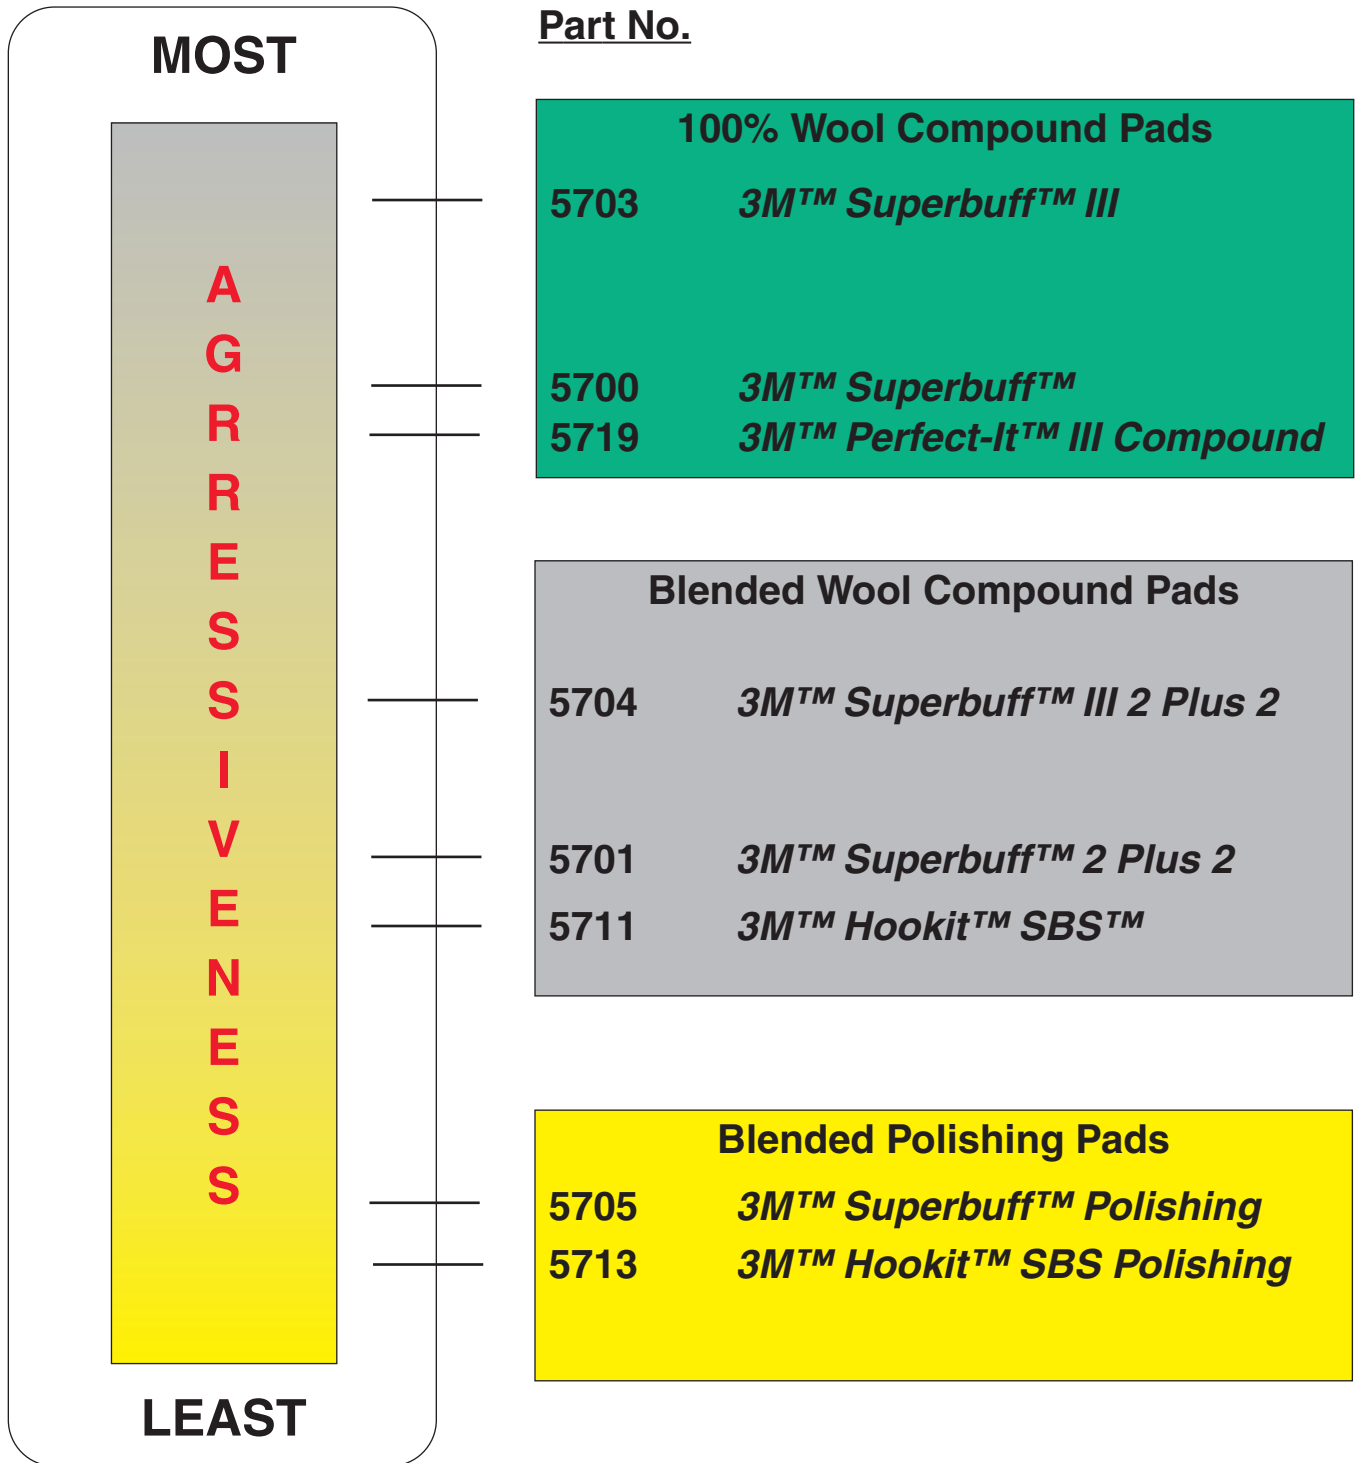 MOST
A
G
R
R
E
S
S
I
V
E
N
E
S
S
LEAST
Part No.
100% Wool Compound Pads
5703 3M™ Superbuff™ III
5700 3M™ Superbuff™
5719 3M™ Perfect-It™ III Compound
Blended Wool Compound Pads
5704 3M™ Superbuff™ III 2 Plus 2
5701 3M™ Superbuff™ 2 Plus 2
5711 3M™ Hookit™ SBS™
Blended Polishing Pads
5705 3M™ Superbuff™ Polishing
5713 3M™ Hookit™ SBS Polishing